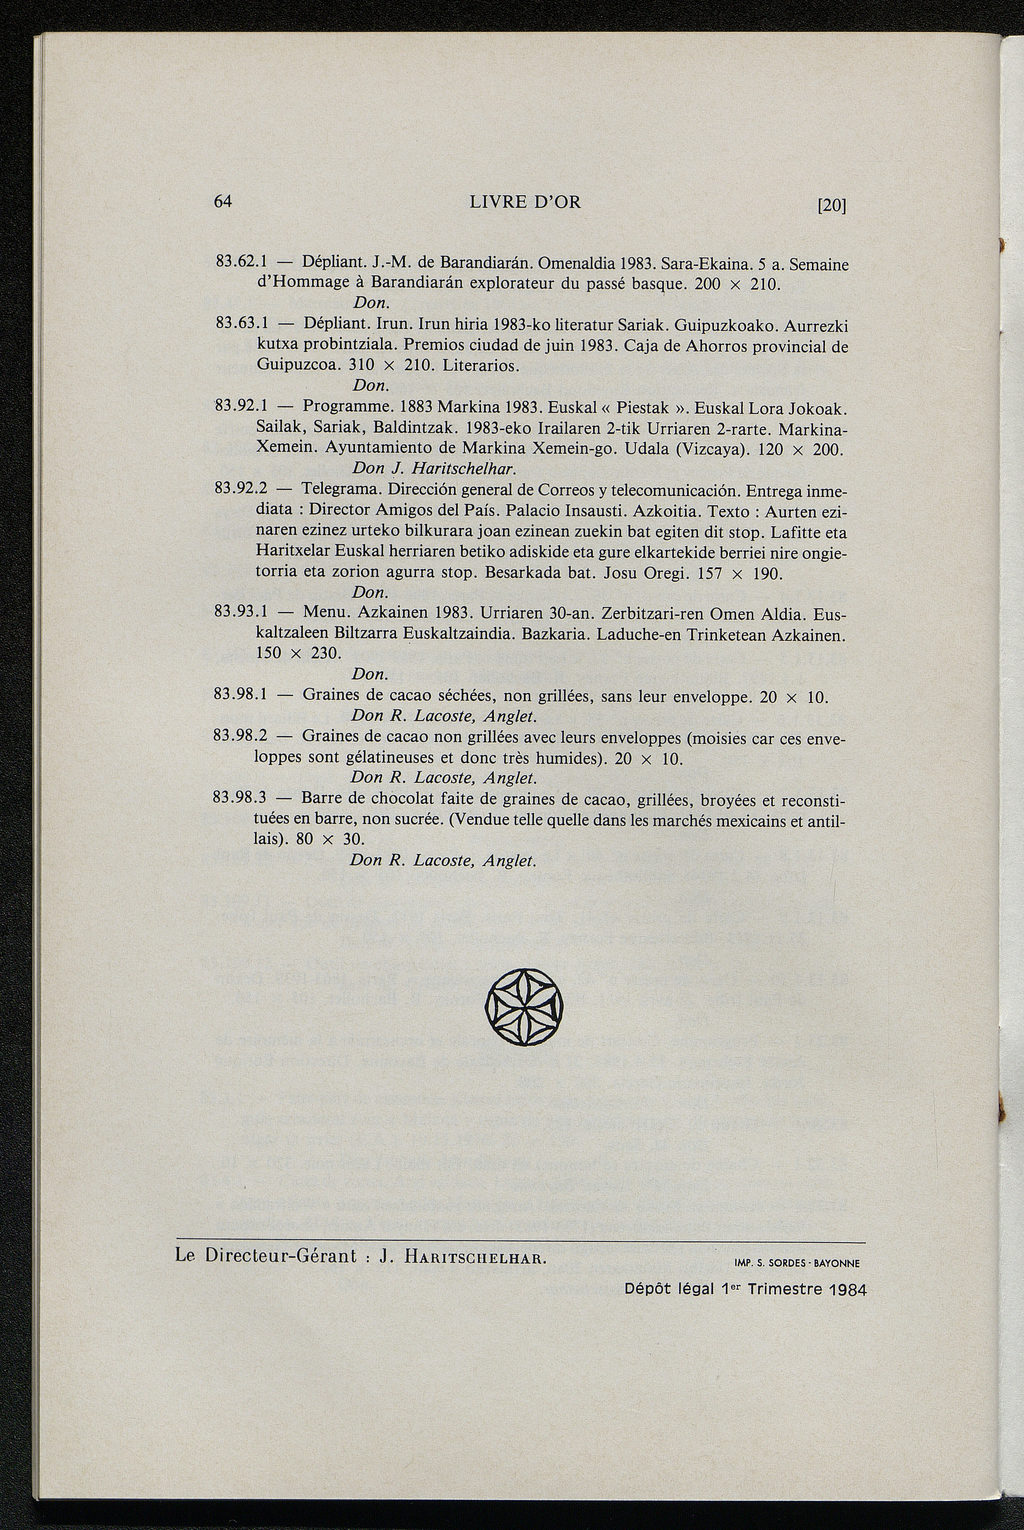 64 LIVRE D'OR [20]
83.62.1 — Dépliant. J.-M. de Barandiarán. Omenaldia 1983. Sara-Ekaina. 5 a. Semaine
d'Hommage à Barandiarán explorateur du passé basque. 200 × 210.
Don.
83.63.1 — Dépliant. Irun. Irun hiria 1983-ko literatur Sariak. Guipuzkoako. Aurrezki
kutxa probintziala. Premios ciudad de juin 1983. Caja de Ahorros provincial de
Guipuzcoa. 310 × 210. Literarios.
Don.
83.92.1 — Programme. 1883 Markina 1983. Euskal « Piestak ». Euskal Lora Jokoak.
Sailak, Sariak, Baldintzak. 1983-eko Irailaren 2-tik Urriaren 2-rarte. Markina-
Xemein. Ayuntamiento de Markina Xemein-go. Udala (Vizcaya). 120 × 200.
Don J. Haritschelhar.
83.92.2 — Telegrama. Dirección general de Correos y telecomunicación. Entrega inme-
diata : Director Amigos del País. Palacio Insausti. Azkoitia. Texto : Aurten ezi-
naren ezinez urteko bilkurara joan ezinean zuekin bat egiten dit stop. Lafitte eta
Haritxelar Euskal herriaren betiko adiskide eta gure elkartekide berriei nire ongie-
torria eta zorion agurra stop. Besarkada bat. Josu Oregi. 157 × 190.
Don.
83.93.1 — Menu. Azkainen 1983. Urriaren 30-an. Zerbitzari-ren Omen Aldia. Eus-
kaltzaleen Biltzarra Euskaltzaindia. Bazkaria. Laduche-en Trinketean Azkainen.
150 × 230.
Don.
83.98.1 — Graines de cacao séchées, non grillées, sans leur enveloppe. 20 × 10.
Don R. Lacoste, Anglet.
83.98.2 — Graines de cacao non grillées avec leurs enveloppes (moisies car ces enve-
loppes sont gélatineuses et donc très humides). 20 × 10.
Don R. Lacoste, Anglet.
83.98.3 — Barre de chocolat faite de graines de cacao, grillées, broyées et reconsti-
tuées en barre, non sucrée. (Vendue telle quelle dans les marchés mexicains et antil-
lais). 80 × 30.
Don R. Lacoste, Anglet.
Le Directeur-Gérant : J. HARITSCHELHAR.
IMP. S. SORDES - BAYONNE
Dépôt légal 1er Trimestre 1984